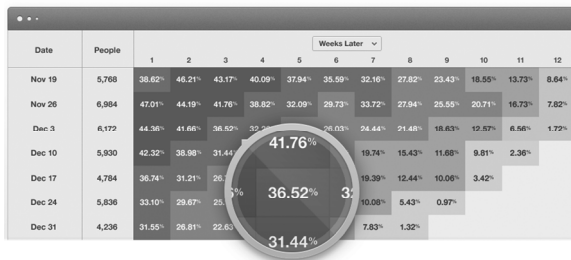 Weeks Later
Date People 1 2 3 4 5 6 7 8 9 10 11 12
Nov 19 5,768 38.62% 46.21% 43.17% 40.09% 37.94% 35.59% 32.16% 27.82% 23.43% 18.55% 13.73% 8.64%
Nov 26 6,984 47.01% 44.19% 41.76% 38.82% 32.09% 29.73% 33.72% 27.94% 25.55% 20.71% 16.73% 7.82%
Dec 3 6,172 44.36% 41.66% 36.52% 26.03% 24.44% 21.48% 18.63% 12.57% 6.56% 1.72%
41.76%
Dec 10 5,930 42.32% 38.98% 31.44% 19.74% 15.43% 11.68% 9.81% 2.36%
Dec 17 4,784 36.74% 31.21% 19.39% 12.44% 10.06% 3.42%
36.52%
Dec 24 5,836 33.10% 29.67% 10.08% 5.43% 0.97%
Dec 31 4,236 31.55% 26.81% 22.63 7.83% 1.32%
31.44%